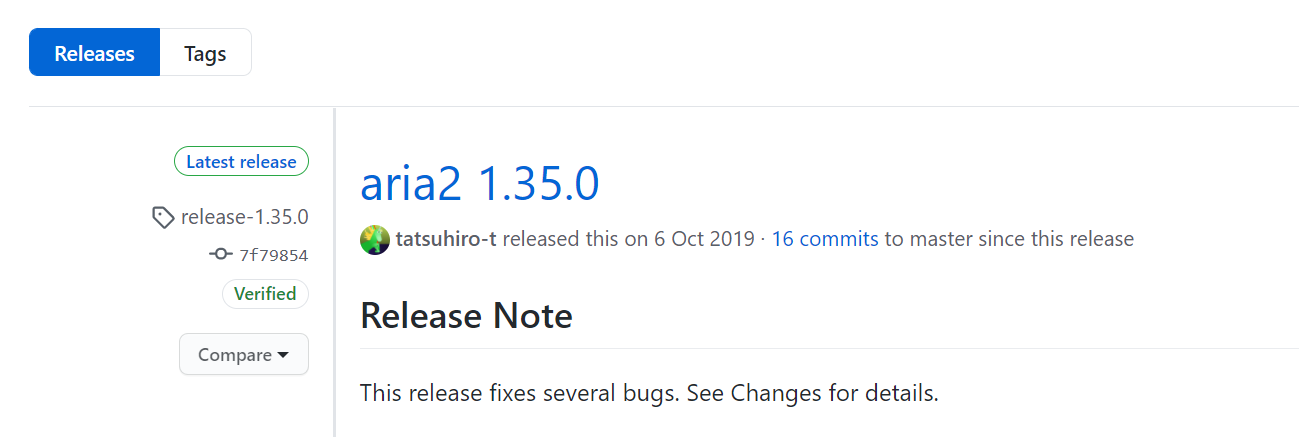 Releases Tags
Latest release
release-1.35.0
7f79854
Verified
Compare
aria2 1.35.0
tatsuhiro-t released this on 6 Oct 2019 · 16 commits to master since this release
Release Note
This release fixes several bugs. See Changes for details.